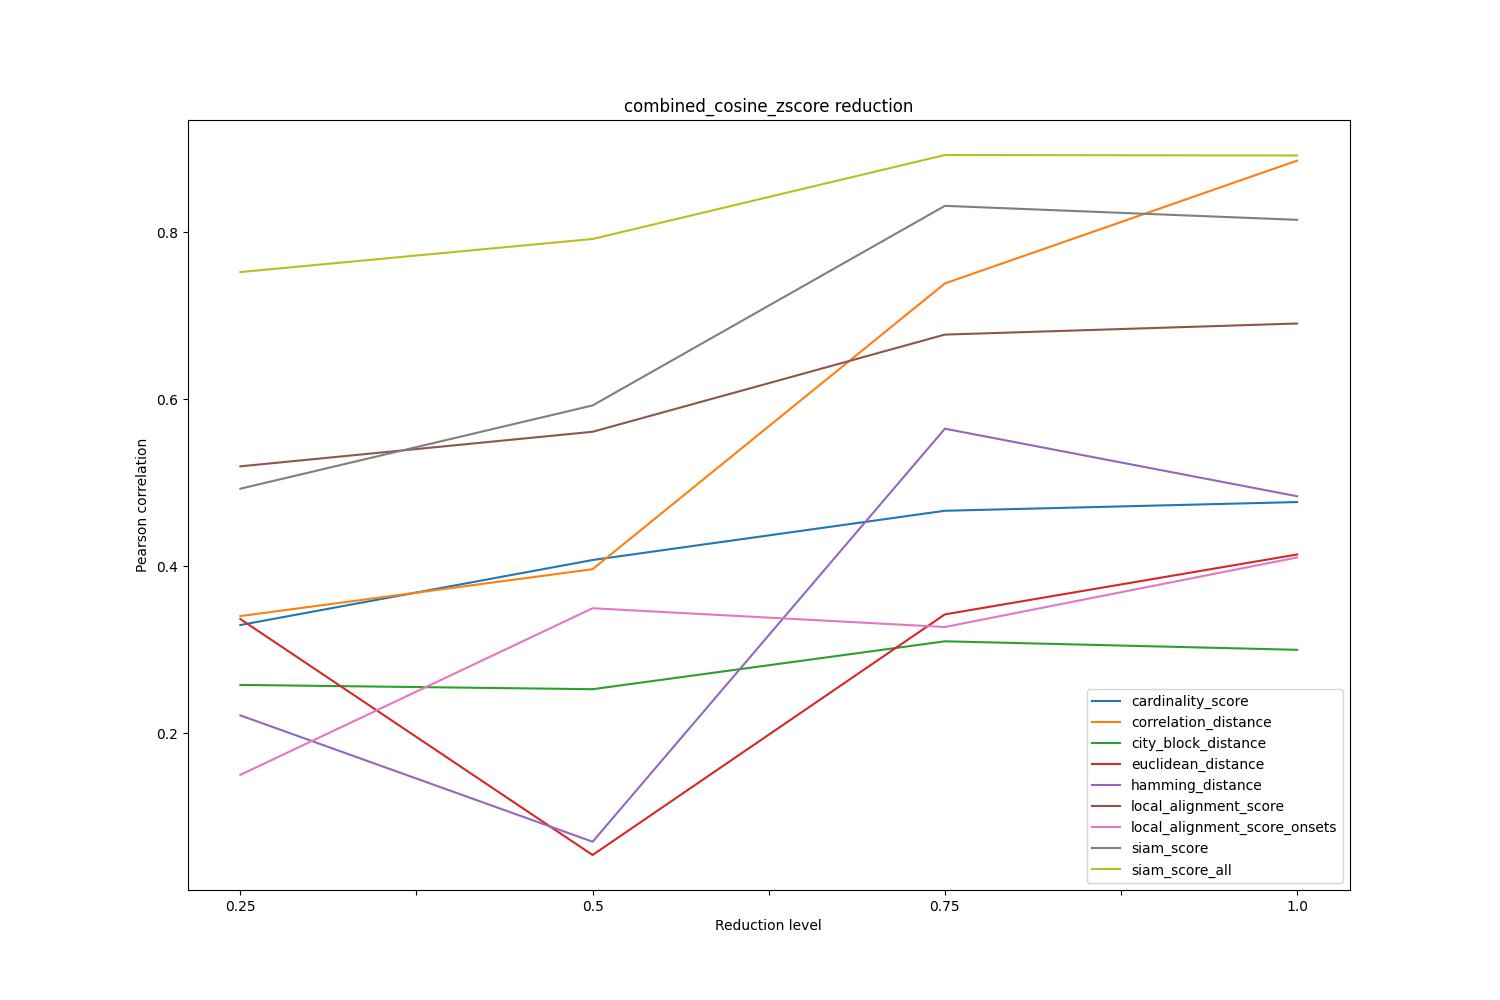 combined_cosine_zscore reduction
Pearson correlation
0.8
0.6
0.4
0.2
0.25
0.5
0.75
1.0
Reduction level
cardinality_score
correlation_distance
city_block_distance
euclidean_distance
hamming_distance
local_alignment_score
local_alignment_score_onsets
siam_score
siam_score_all